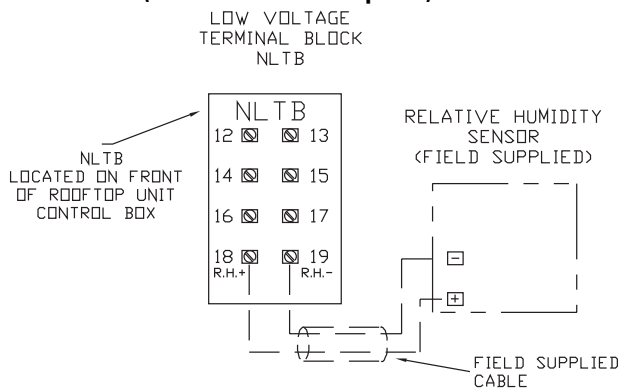 LOW VOLTAGE
TERMINAL BLOCK
NLTB
NLTB
12 13
14 15
16 17
18 19
R.H.+ R.H.-
NLTB
LOCATED ON FRONT
OF ROOFTOP UNIT
CONTROL BOX
RELATIVE HUMIDITY
SENSOR
(FIELD SUPPLIED)
-
+
FIELD SUPPLIED
CABLE